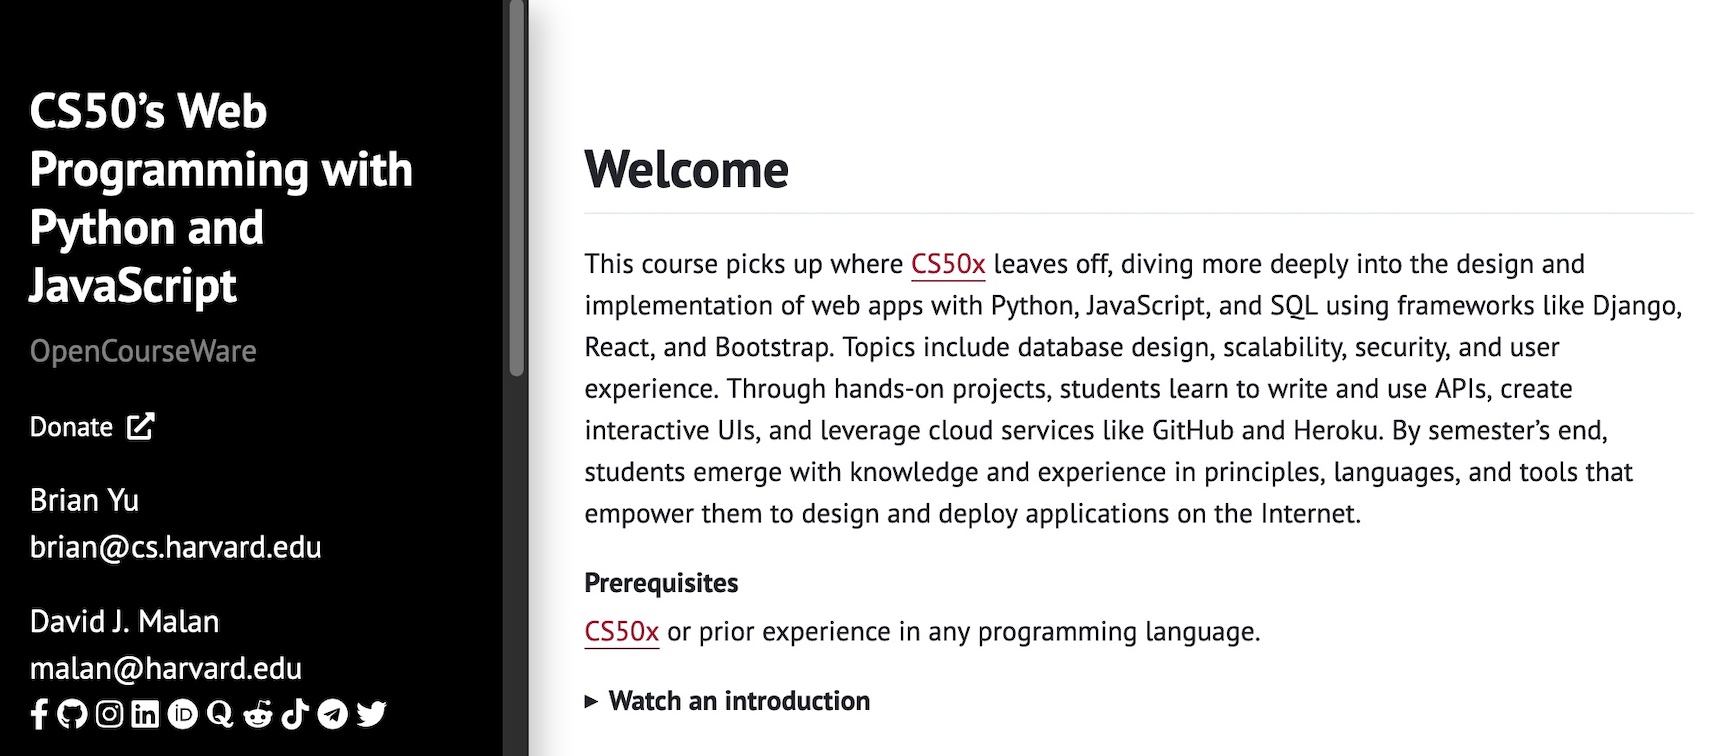 CS50’s Web
Programming with
Python and
JavaScript
OpenCourseWare
Donate
Brian Yu
brian@cs.harvard.edu
David J. Malan
malan@harvard.edu
Welcome
This course picks up where CS50x leaves off, diving more deeply into the design and
implementation of web apps with Python, JavaScript, and SQL using frameworks like Django,
React, and Bootstrap. Topics include database design, scalability, security, and user
experience. Through hands-on projects, students learn to write and use APIs, create
interactive UIs, and leverage cloud services like GitHub and Heroku. By semester’s end,
students emerge with knowledge and experience in principles, languages, and tools that
empower them to design and deploy applications on the Internet.
Prerequisites
CS50x or prior experience in any programming language.
Watch an introduction